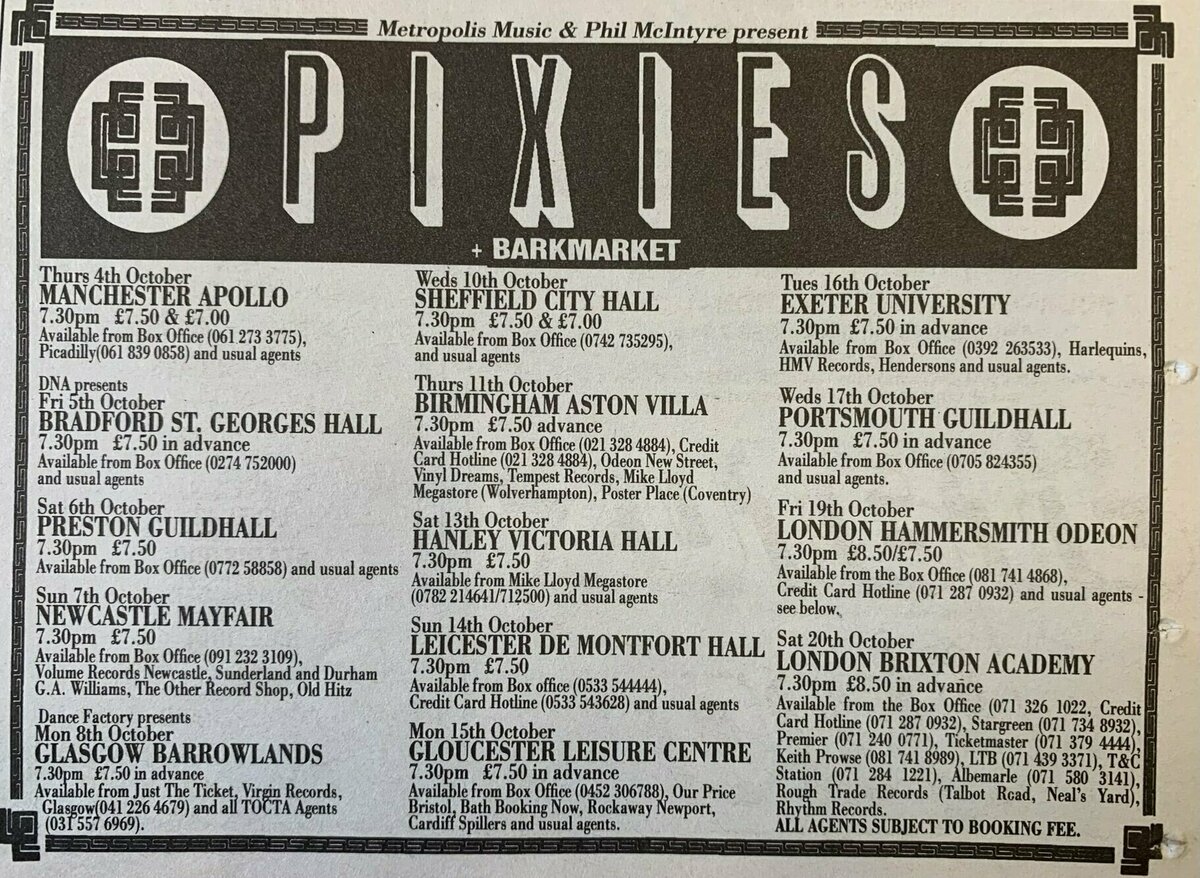 Metropolis Music & Phil McIntyre present
PIXIES
+ BARKMARKET
Thurs 4th October
MANCHESTER APOLLO
7.30pm £7.50 & £7.00
Available from Box Office (061 273 3775),
Picadilly(061 839 0858) and usual agents
DNA presents
Fri 5th October
BRADFORD ST. GEORGES HALL
7.30pm £7.50 in advance
Available from Box Office (0274 752000)
and usual agents
Sat 6th October
PRESTON GUILDHALL
7.30pm £7.50
Available from Box Office (0772 58858) and usual agents
Sun 7th October
NEWCASTLE MAYFAIR
7.30pm £7.50
Available from Box Office (091 232 3109),
Volume Records Newcastle, Sunderland and Durham
G.A. Williams, The Other Record Shop, Old Hitz
Dance Factory presents
Mon 8th October
GLASGOW BARROWLANDS
7.30pm £7.50 in advance
Available from Just The Ticket, Virgin Records,
Glasgow(041 226 4679) and all TOCTA Agents
(031 557 6969).
Weds 10th October
SHEFFIELD CITY HALL
7.30pm £7.50 & £7.00
Available from Box Office (0742 735295),
and usual agents
Thurs 11th October
BIRMINGHAM ASTON VILLA
7.30pm £7.50 advance
Available from Box Office (021 328 4884), Credit
Card Hotline (021 328 4884), Odeon New Street,
Vinyl Dreams, Tempest Records, Mike Lloyd
Megastore (Wolverhampton), Poster Place (Coventry)
Sat 13th October
HANLEY VICTORIA HALL
7.30pm £7.50
Available from Mike Lloyd Megastore
(0782 214641/712500) and usual agents
Sun 14th October
LEICESTER DE MONTFORT HALL
7.30pm £7.50
Available from Box office (0533 544444),
Credit Card Hotline (0533 543628) and usual agents
Mon 15th October
GLOUCESTER LEISURE CENTRE
7.30pm £7.50 in advance
Available from Box Office (0452 306788), Our Price
Bristol, Bath Booking Now, Rockaway Newport,
Cardiff Spillers and usual agents.
Tues 16th October
EXETER UNIVERSITY
7.30pm £7.50 in advance
Available from Box Office (0392 263533), Harlequins,
HMV Records, Hendersons and usual agents.
Weds 17th October
PORTSMOUTH GUILDHALL
7.30pm £7.50 in advance
Available from Box Office (0705 824355)
and usual agents.
Fri 19th October
LONDON HAMMERSMITH ODEON
7.30pm £8.50/£7.50
Available from the Box Office (081 741 4868),
Credit Card Hotline (071 287 0932) and usual agents -
see below,
Sat 20th October
LONDON BRIXTON ACADEMY
7.30pm £8.50 in advance
Available from the Box Office (071 326 1022, Credit
Card Hotline (071 287 0932), Stargreen (071 734 8932),
Premier (071 240 0771), Ticketmaster (071 379 4444),
Keith Prowse (081 741 8989), LTB (071 439 3371), T&C
Station (071 284 1221), Albemarle (071 580 3141),
Rough Trade Records (Talbot Road, Neal's Yard),
Rhythm Records.
ALL AGENTS SUBJECT TO BOOKING FEE.